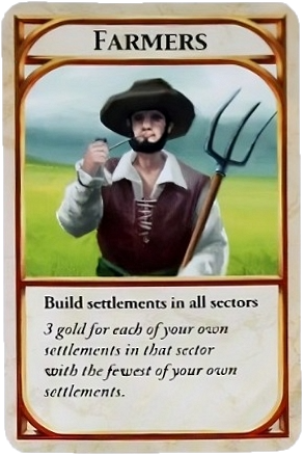 FARMERS
Build settlements in all sectors
3 gold for each of your own
settlements in that sector
with the fewest of your own
settlements.